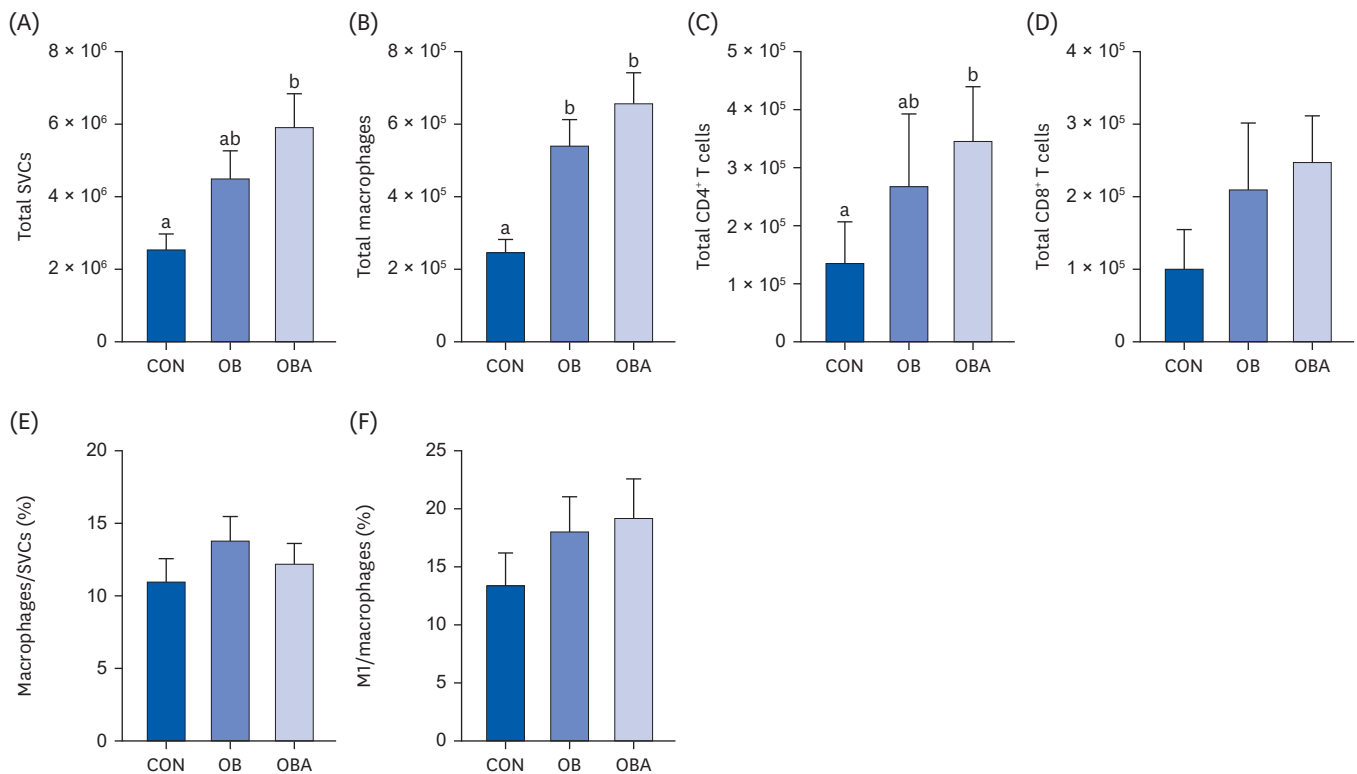 (A)
Total SVCs
8 × 10⁶
6 × 10⁶
4 × 10⁶
2 × 10⁶
0
a
ab
b
CON OB OBA
(B)
Total macrophages
8 × 10⁵
6 × 10⁵
4 × 10⁵
2 × 10⁵
0
a
b
b
CON OB OBA
(C)
Total CD4⁺ T cells
5 × 10⁵
4 × 10⁵
3 × 10⁵
2 × 10⁵
1 × 10⁵
0
a
ab
b
CON OB OBA
(D)
Total CD8⁺ T cells
4 × 10⁵
3 × 10⁵
2 × 10⁵
1 × 10⁵
0
CON OB OBA
(E)
Macrophages/SVCs (%)
20
15
10
5
0
CON OB OBA
(F)
M1/macrophages (%)
25
20
15
10
5
0
CON OB OBA